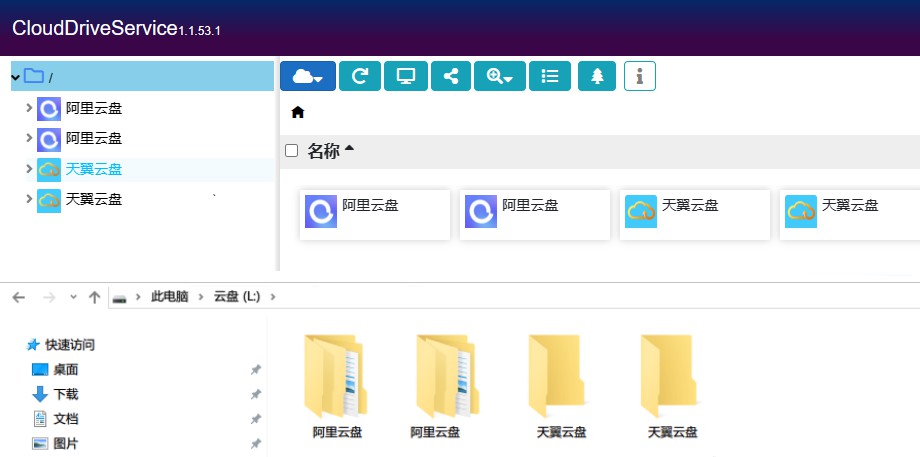 CloudDriveService1.1.53.1
/
阿里云盘
阿里云盘
天翼云盘
天翼云盘
名称
阿里云盘 阿里云盘 天翼云盘 天翼云盘
此电脑 云盘 (L:)
快速访问
桌面
下载
文档
图片
阿里云盘 阿里云盘 天翼云盘 天翼云盘